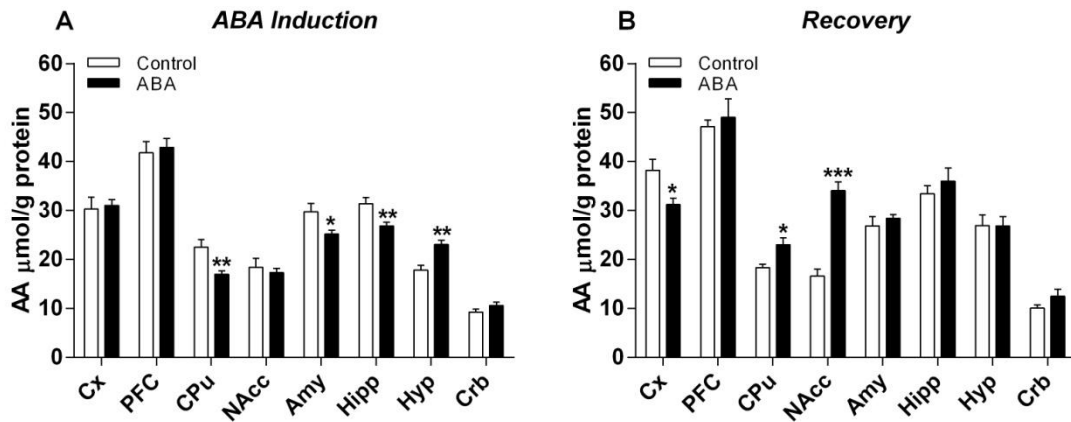 A
ABA Induction
Control
ABA
AA μmol/g protein
60
50
40
30
20
10
0
**
*
**
**
Cx
PFC
CPu
NAcc
Amy
Hipp
Hyp
Crb
B
Recovery
Control
ABA
AA μmol/g protein
60
50
40
30
20
10
0
*
*
***
Cx
PFC
CPu
NAcc
Amy
Hipp
Hyp
Crb